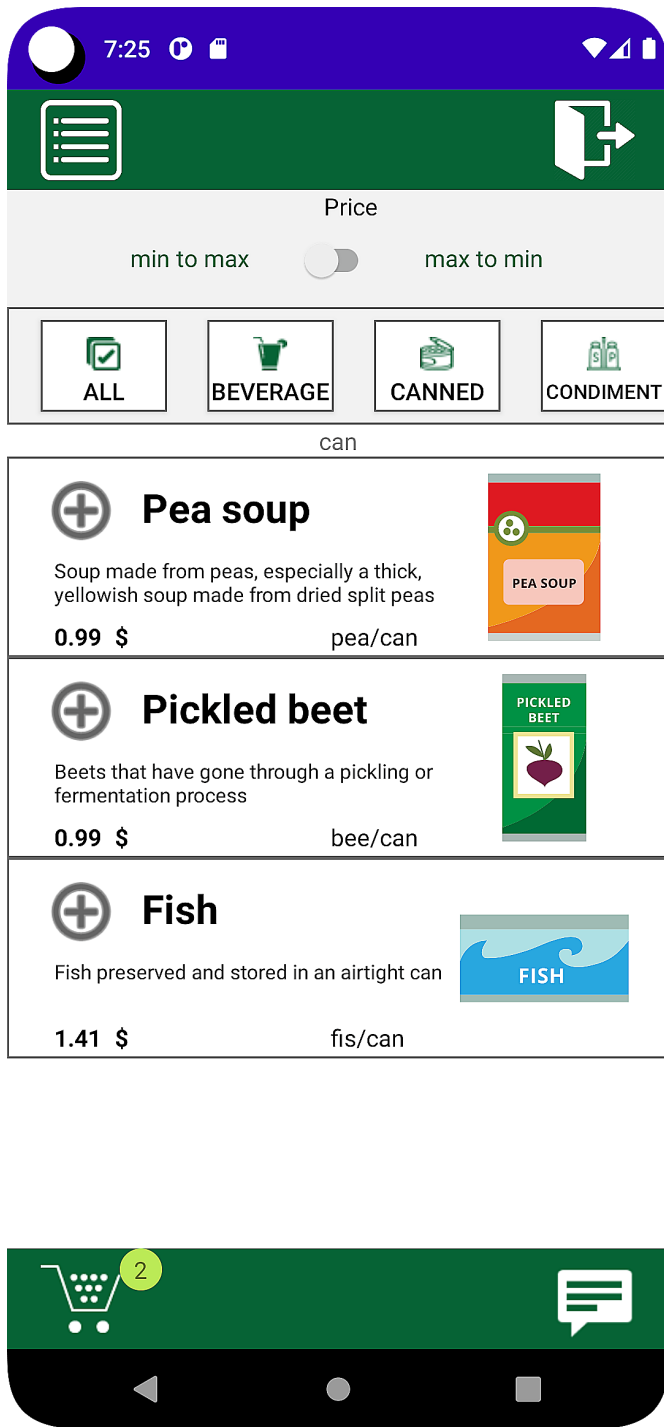 7:25
Price
min to max
max to min
ALL
BEVERAGE
CANNED
S P
CONDIMENT
can
Pea soup
Soup made from peas, especially a thick,
yellowish soup made from dried split peas
0.99 $
pea/can
PEA SOUP
Pickled beet
Beets that have gone through a pickling or
fermentation process
0.99 $
bee/can
PICKLED
BEET
Fish
Fish preserved and stored in an airtight can
1.41 $
fis/can
FISH
2